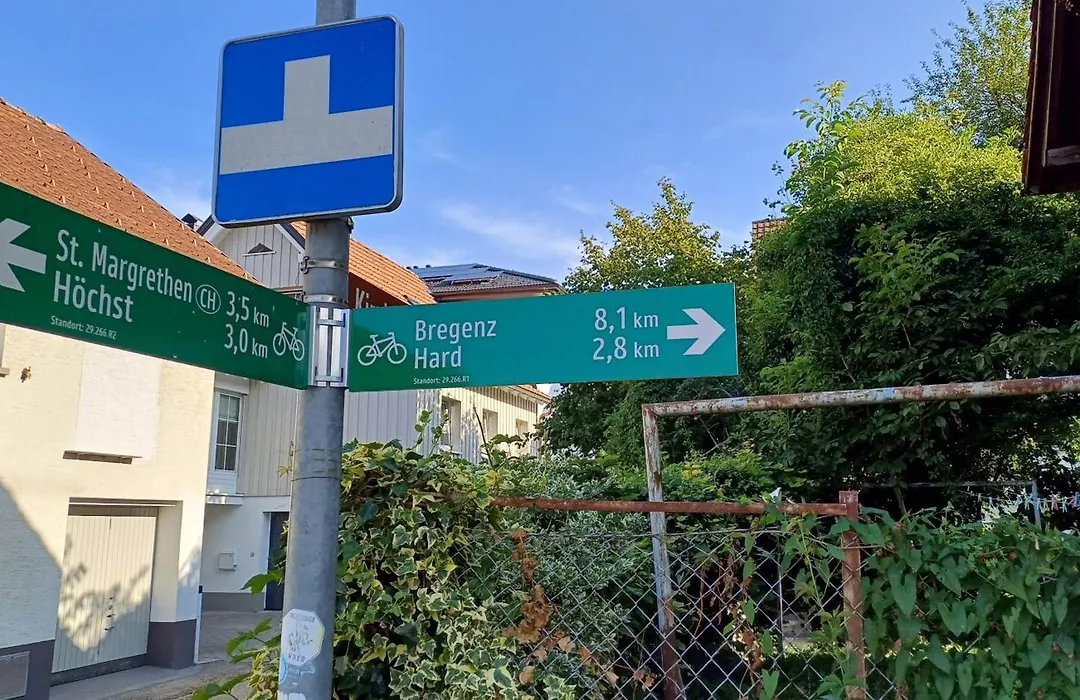 St. Margrethen CH 3,5 km
Höchst 3,0 km
Standort: 29.266.R2
Bregenz 8,1 km
Hard 2,8 km
Standort: 29.266.R1